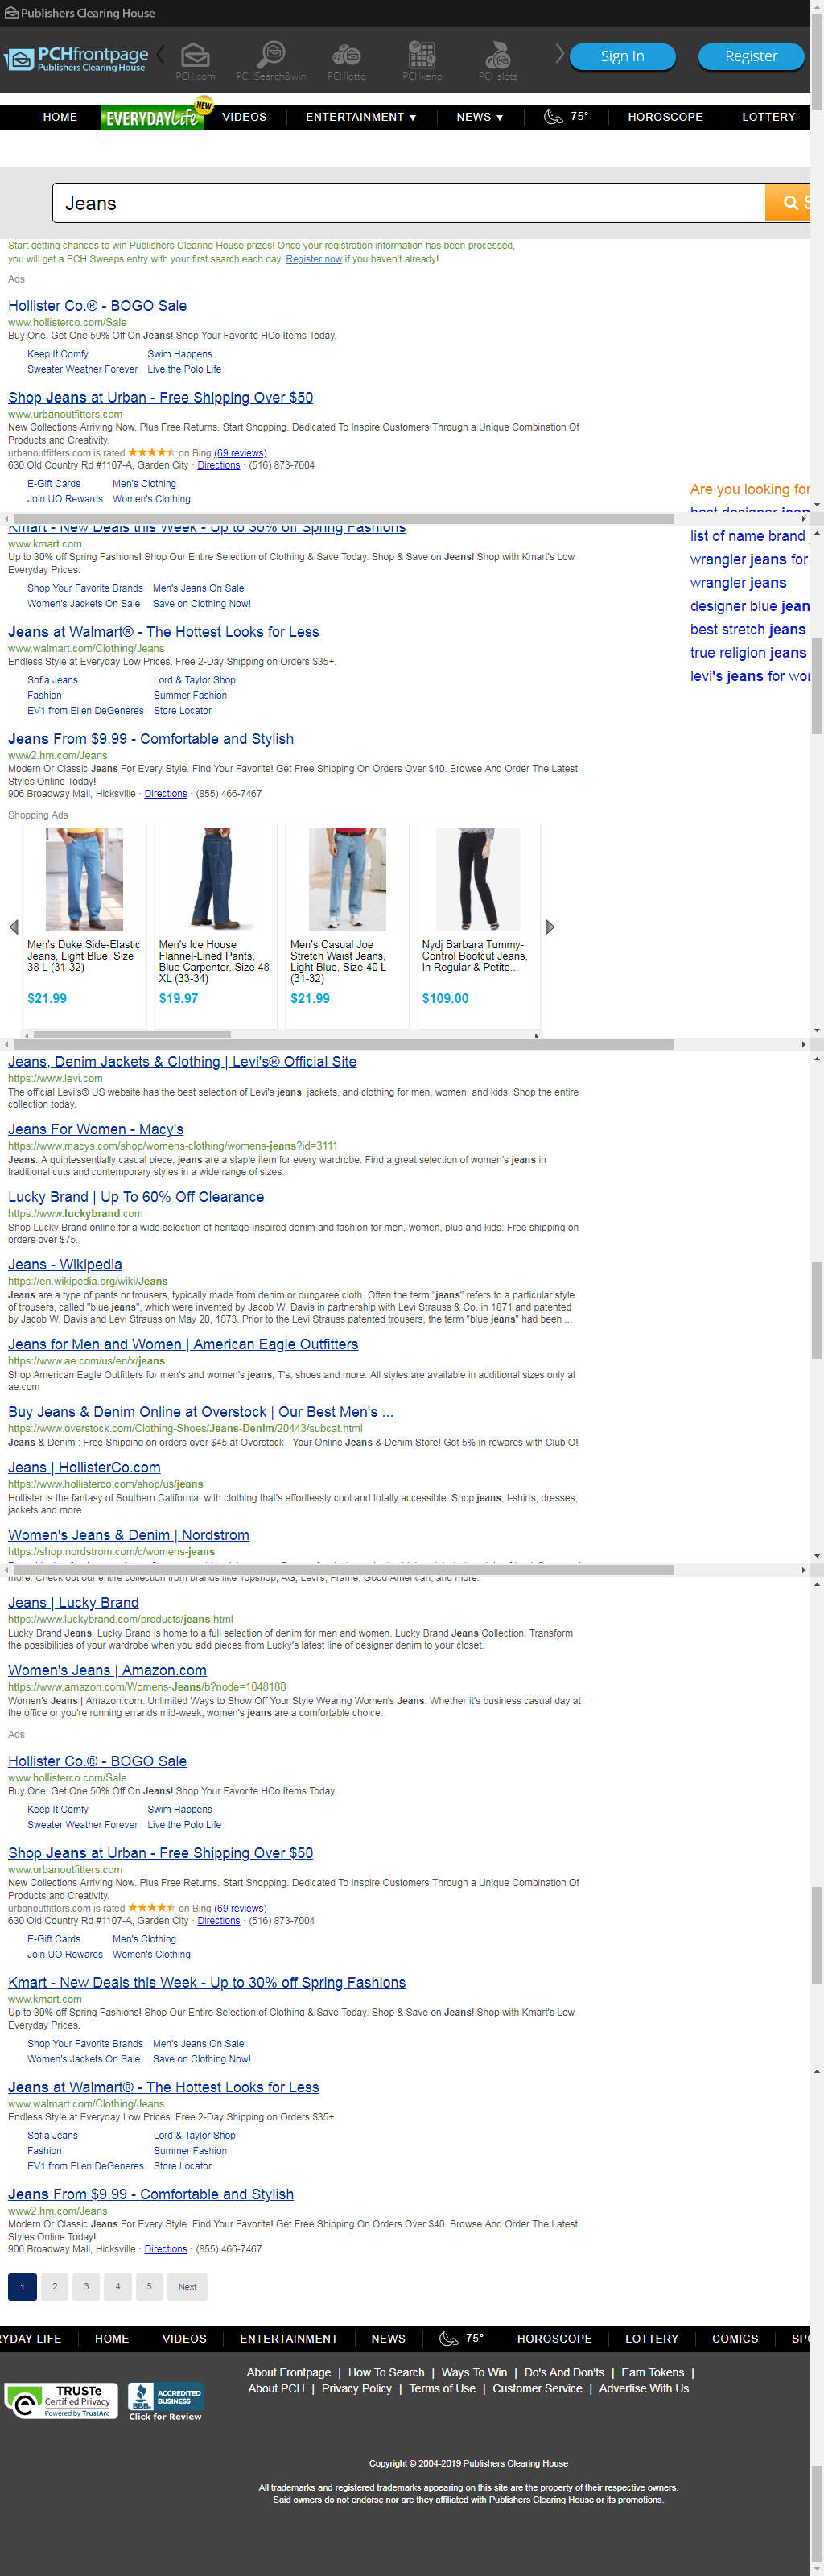 Publishers Clearing House
PCHfrontpage
Publishers Clearing House
PCH.com
PCHSearch&win
PCHlotto
PCHkeno
PCHslots
Sign In
Register
HOME
EVERYDAY Life
NEW
VIDEOS
ENTERTAINMENT ▼
NEWS ▼
75°
HOROSCOPE
LOTTERY
Jeans
Start getting chances to win Publishers Clearing House prizes! Once your registration information has been processed,
you will get a PCH Sweeps entry with your first search each day. Register now if you haven't already!
Ads
Hollister Co.® - BOGO Sale
www.hollisterco.com/Sale
Buy One, Get One 50% Off On Jeans! Shop Your Favorite HCo Items Today.
Keep It Comfy Swim Happens
Sweater Weather Forever Live the Polo Life
Shop Jeans at Urban - Free Shipping Over $50
www.urbanoutfitters.com
New Collections Arriving Now. Plus Free Returns. Start Shopping. Dedicated To Inspire Customers Through a Unique Combination Of
Products and Creativity.
urbanoutfitters.com is rated on Bing (69 reviews)
630 Old Country Rd #1107-A, Garden City · Directions · (516) 873-7004
E-Gift Cards Men's Clothing
Join UO Rewards Women's Clothing
Are you looking for
best designer jean
Kmart - New Deals this Week - Up to 30% off Spring Fashions
www.kmart.com
Up to 30% off Spring Fashions! Shop Our Entire Selection of Clothing & Save Today. Shop & Save on Jeans! Shop with Kmart's Low
Everyday Prices.
Shop Your Favorite Brands Men's Jeans On Sale
Women's Jackets On Sale Save on Clothing Now!
list of name brand
wrangler jeans for
wrangler jeans
designer blue jean
best stretch jeans
true religion jeans
levi's jeans for wor
Jeans at Walmart® - The Hottest Looks for Less
www.walmart.com/Clothing/Jeans
Endless Style at Everyday Low Prices. Free 2-Day Shipping on Orders $35+.
Sofia Jeans Lord & Taylor Shop
Fashion Summer Fashion
EV1 from Ellen DeGeneres Store Locator
Jeans From $9.99 - Comfortable and Stylish
www2.hm.com/Jeans
Modern Or Classic Jeans For Every Style. Find Your Favorite! Get Free Shipping On Orders Over $40. Browse And Order The Latest
Styles Online Today!
906 Broadway Mall, Hicksville · Directions · (855) 466-7467
Shopping Ads
Men's Duke Side-Elastic
Jeans, Light Blue, Size
38 L (31-32)
$21.99
Men's Ice House
Flannel-Lined Pants,
Blue Carpenter, Size 48
XL (33-34)
$19.97
Men's Casual Joe
Stretch Waist Jeans,
Light Blue, Size 40 L
(31-32)
$21.99
Nydj Barbara Tummy-
Control Bootcut Jeans,
In Regular & Petite...
$109.00
Jeans, Denim Jackets & Clothing | Levi's® Official Site
https://www.levi.com
The official Levi's® US website has the best selection of Levi's jeans, jackets, and clothing for men, women, and kids. Shop the entire
collection today.
Jeans For Women - Macy's
https://www.macys.com/shop/womens-clothing/womens-jeans?id=3111
Jeans. A quintessentially casual piece, jeans are a staple item for every wardrobe. Find a great selection of women's jeans in
traditional cuts and contemporary styles in a wide range of sizes.
Lucky Brand | Up To 60% Off Clearance
https://www.luckybrand.com
Shop Lucky Brand online for a wide selection of heritage-inspired denim and fashion for men, women, plus and kids. Free shipping on
orders over $75.
Jeans - Wikipedia
https://en.wikipedia.org/wiki/Jeans
Jeans are a type of pants or trousers, typically made from denim or dungaree cloth. Often the term "jeans" refers to a particular style
of trousers, called "blue jeans", which were invented by Jacob W. Davis in partnership with Levi Strauss & Co. in 1871 and patented
by Jacob W. Davis and Levi Strauss on May 20, 1873. Prior to the Levi Strauss patented trousers, the term "blue jeans" had been ...
Jeans for Men and Women | American Eagle Outfitters
https://www.ae.com/us/en/x/jeans
Shop American Eagle Outfitters for men's and women's jeans, T's, shoes and more. All styles are available in additional sizes only at
ae.com
Buy Jeans & Denim Online at Overstock | Our Best Men's ...
https://www.overstock.com/Clothing-Shoes/Jeans-Denim/20443/subcat.html
Jeans & Denim : Free Shipping on orders over $45 at Overstock - Your Online Jeans & Denim Store! Get 5% in rewards with Club O!
Jeans | HollisterCo.com
https://www.hollisterco.com/shop/us/jeans
Hollister is the fantasy of Southern California, with clothing that's effortlessly cool and totally accessible. Shop jeans, t-shirts, dresses,
jackets and more.
Women's Jeans & Denim | Nordstrom
https://shop.nordstrom.com/c/womens-jeans
more. Check out our entire collection from brands like Topshop, AG, Levi's, Frame, Good American, and more.
Jeans | Lucky Brand
https://www.luckybrand.com/products/jeans.html
Lucky Brand Jeans. Lucky Brand is home to a full selection of denim for men and women. Lucky Brand Jeans Collection. Transform
the possibilities of your wardrobe when you add pieces from Lucky's latest line of designer denim to your closet.
Women's Jeans | Amazon.com
https://www.amazon.com/Womens-Jeans/b?node=1048188
Women's Jeans | Amazon.com. Unlimited Ways to Show Off Your Style Wearing Women's Jeans. Whether it's business casual day at
the office or you're running errands mid-week, women's jeans are a comfortable choice.
Ads
Hollister Co.® - BOGO Sale
www.hollisterco.com/Sale
Buy One, Get One 50% Off On Jeans! Shop Your Favorite HCo Items Today.
Keep It Comfy Swim Happens
Sweater Weather Forever Live the Polo Life
Shop Jeans at Urban - Free Shipping Over $50
www.urbanoutfitters.com
New Collections Arriving Now. Plus Free Returns. Start Shopping. Dedicated To Inspire Customers Through a Unique Combination Of
Products and Creativity.
urbanoutfitters.com is rated on Bing (69 reviews)
630 Old Country Rd #1107-A, Garden City · Directions · (516) 873-7004
E-Gift Cards Men's Clothing
Join UO Rewards Women's Clothing
Kmart - New Deals this Week - Up to 30% off Spring Fashions
www.kmart.com
Up to 30% off Spring Fashions! Shop Our Entire Selection of Clothing & Save Today. Shop & Save on Jeans! Shop with Kmart's Low
Everyday Prices.
Shop Your Favorite Brands Men's Jeans On Sale
Women's Jackets On Sale Save on Clothing Now!
Jeans at Walmart® - The Hottest Looks for Less
www.walmart.com/Clothing/Jeans
Endless Style at Everyday Low Prices. Free 2-Day Shipping on Orders $35+.
Sofia Jeans Lord & Taylor Shop
Fashion Summer Fashion
EV1 from Ellen DeGeneres Store Locator
Jeans From $9.99 - Comfortable and Stylish
www2.hm.com/Jeans
Modern Or Classic Jeans For Every Style. Find Your Favorite! Get Free Shipping On Orders Over $40. Browse And Order The Latest
Styles Online Today!
906 Broadway Mall, Hicksville · Directions · (855) 466-7467
1 2 3 4 5 Next
RYDAY LIFE HOME VIDEOS ENTERTAINMENT NEWS 75° HOROSCOPE LOTTERY COMICS SPO
About Frontpage | How To Search | Ways To Win | Do's And Don'ts | Earn Tokens |
About PCH | Privacy Policy | Terms of Use | Customer Service | Advertise With Us
TRUSTe
Certified Privacy
Powered by TrustArc
BBB
ACCREDITED
BUSINESS
Click for Review
Copyright © 2004-2019 Publishers Clearing House
All trademarks and registered trademarks appearing on this site are the property of their respective owners.
Said owners do not endorse nor are they affiliated with Publishers Clearing House or its promotions.